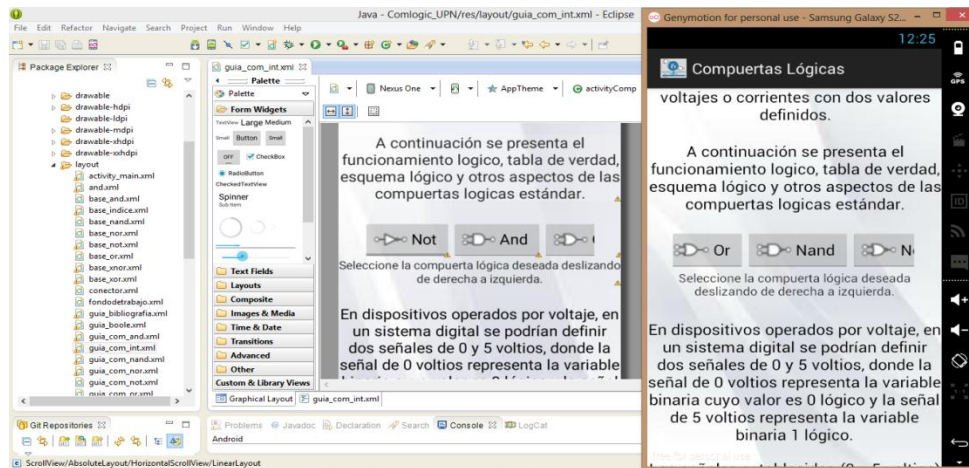 Java - Comlogic_UPN/res/layout/guia_com_int.xml - Eclipse
File Edit Refactor Navigate Search Project Run Window Help
Package Explorer
drawable
drawable-hdpi
drawable-ldpi
drawable-mdpi
drawable-xhdpi
drawable-xxhdpi
layout
activity_main.xml
and.xml
base_and.xml
base_indice.xml
base_nand.xml
base_nor.xml
base_not.xml
base_or.xml
base_xnor.xml
base_xor.xml
conector.xml
fondodetrabajo.xml
guia_bibliografia.xml
guia_boole.xml
guia_com_and.xml
guia_com_int.xml
guia_com_nand.xml
guia_com_nor.xml
guia_com_not.xml
guia_com_or.xml
Git Repositories
guia_com_int.xml
Palette
Palette
Form Widgets
TextView Large Medium
Small Button Small
OFF CheckBox
RadioButton
CheckedTextView
Spinner
Sub Item
Text Fields
Layouts
Composite
Images & Media
Time & Date
Transitions
Advanced
Other
Custom & Library Views
Graphical Layout guia_com_int.xml
Nexus One AppTheme activityComp
A continuación se presenta el
funcionamiento logico, tabla de verdad,
esquema lógico y otros aspectos de las
compuertas logicas estándar.
Not And
Seleccione la compuerta lógica deseada deslizando
de derecha a izquierda.
En dispositivos operados por voltaje, en
un sistema digital se podrían definir
dos señales de 0 y 5 voltios, donde la
señal de 0 voltios representa la variable
Problems Javadoc Declaration Search Console LogCat
Android
ScrollView/AbsoluteLayout/HorizontalScrollView/LinearLayout
Genymotion for personal use - Samsung Galaxy S2...
12:25
Compuertas Lógicas
voltajes o corrientes con dos valores
definidos.
A continuación se presenta el
funcionamiento logico, tabla de verdad,
esquema lógico y otros aspectos de las
compuertas logicas estándar.
Or Nand N
Seleccione la compuerta lógica deseada
deslizando de derecha a izquierda.
En dispositivos operados por voltaje, en
un sistema digital se podrían definir
dos señales de 0 y 5 voltios, donde la
señal de 0 voltios representa la variable
binaria cuyo valor es 0 lógico y la señal
de 5 voltios representa la variable
binaria 1 lógico.
free for personal use
GPS
ID